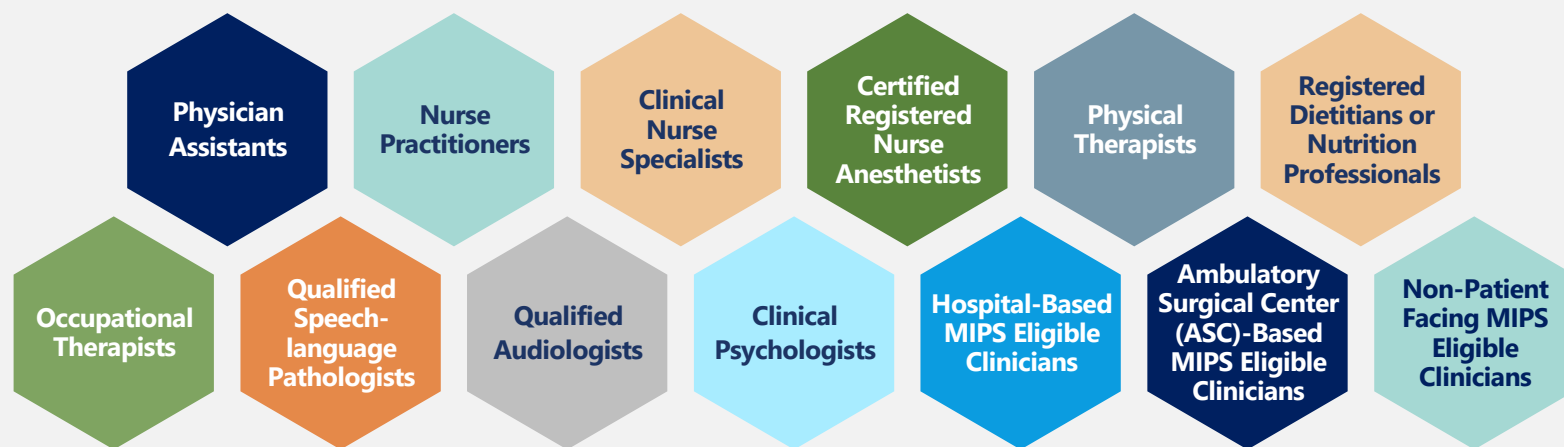 Physician
Assistants
Nurse
Practitioners
Clinical
Nurse
Specialists
Certified
Registered
Nurse
Anesthetists
Physical
Therapists
Registered
Dietitians or
Nutrition
Professionals
Occupational
Therapists
Qualified
Speech-
language
Pathologists
Qualified
Audiologists
Clinical
Psychologists
Hospital-Based
MIPS Eligible
Clinicians
Ambulatory
Surgical Center
(ASC)-Based
MIPS Eligible
Clinicians
Non-Patient
Facing MIPS
Eligible
Clinicians